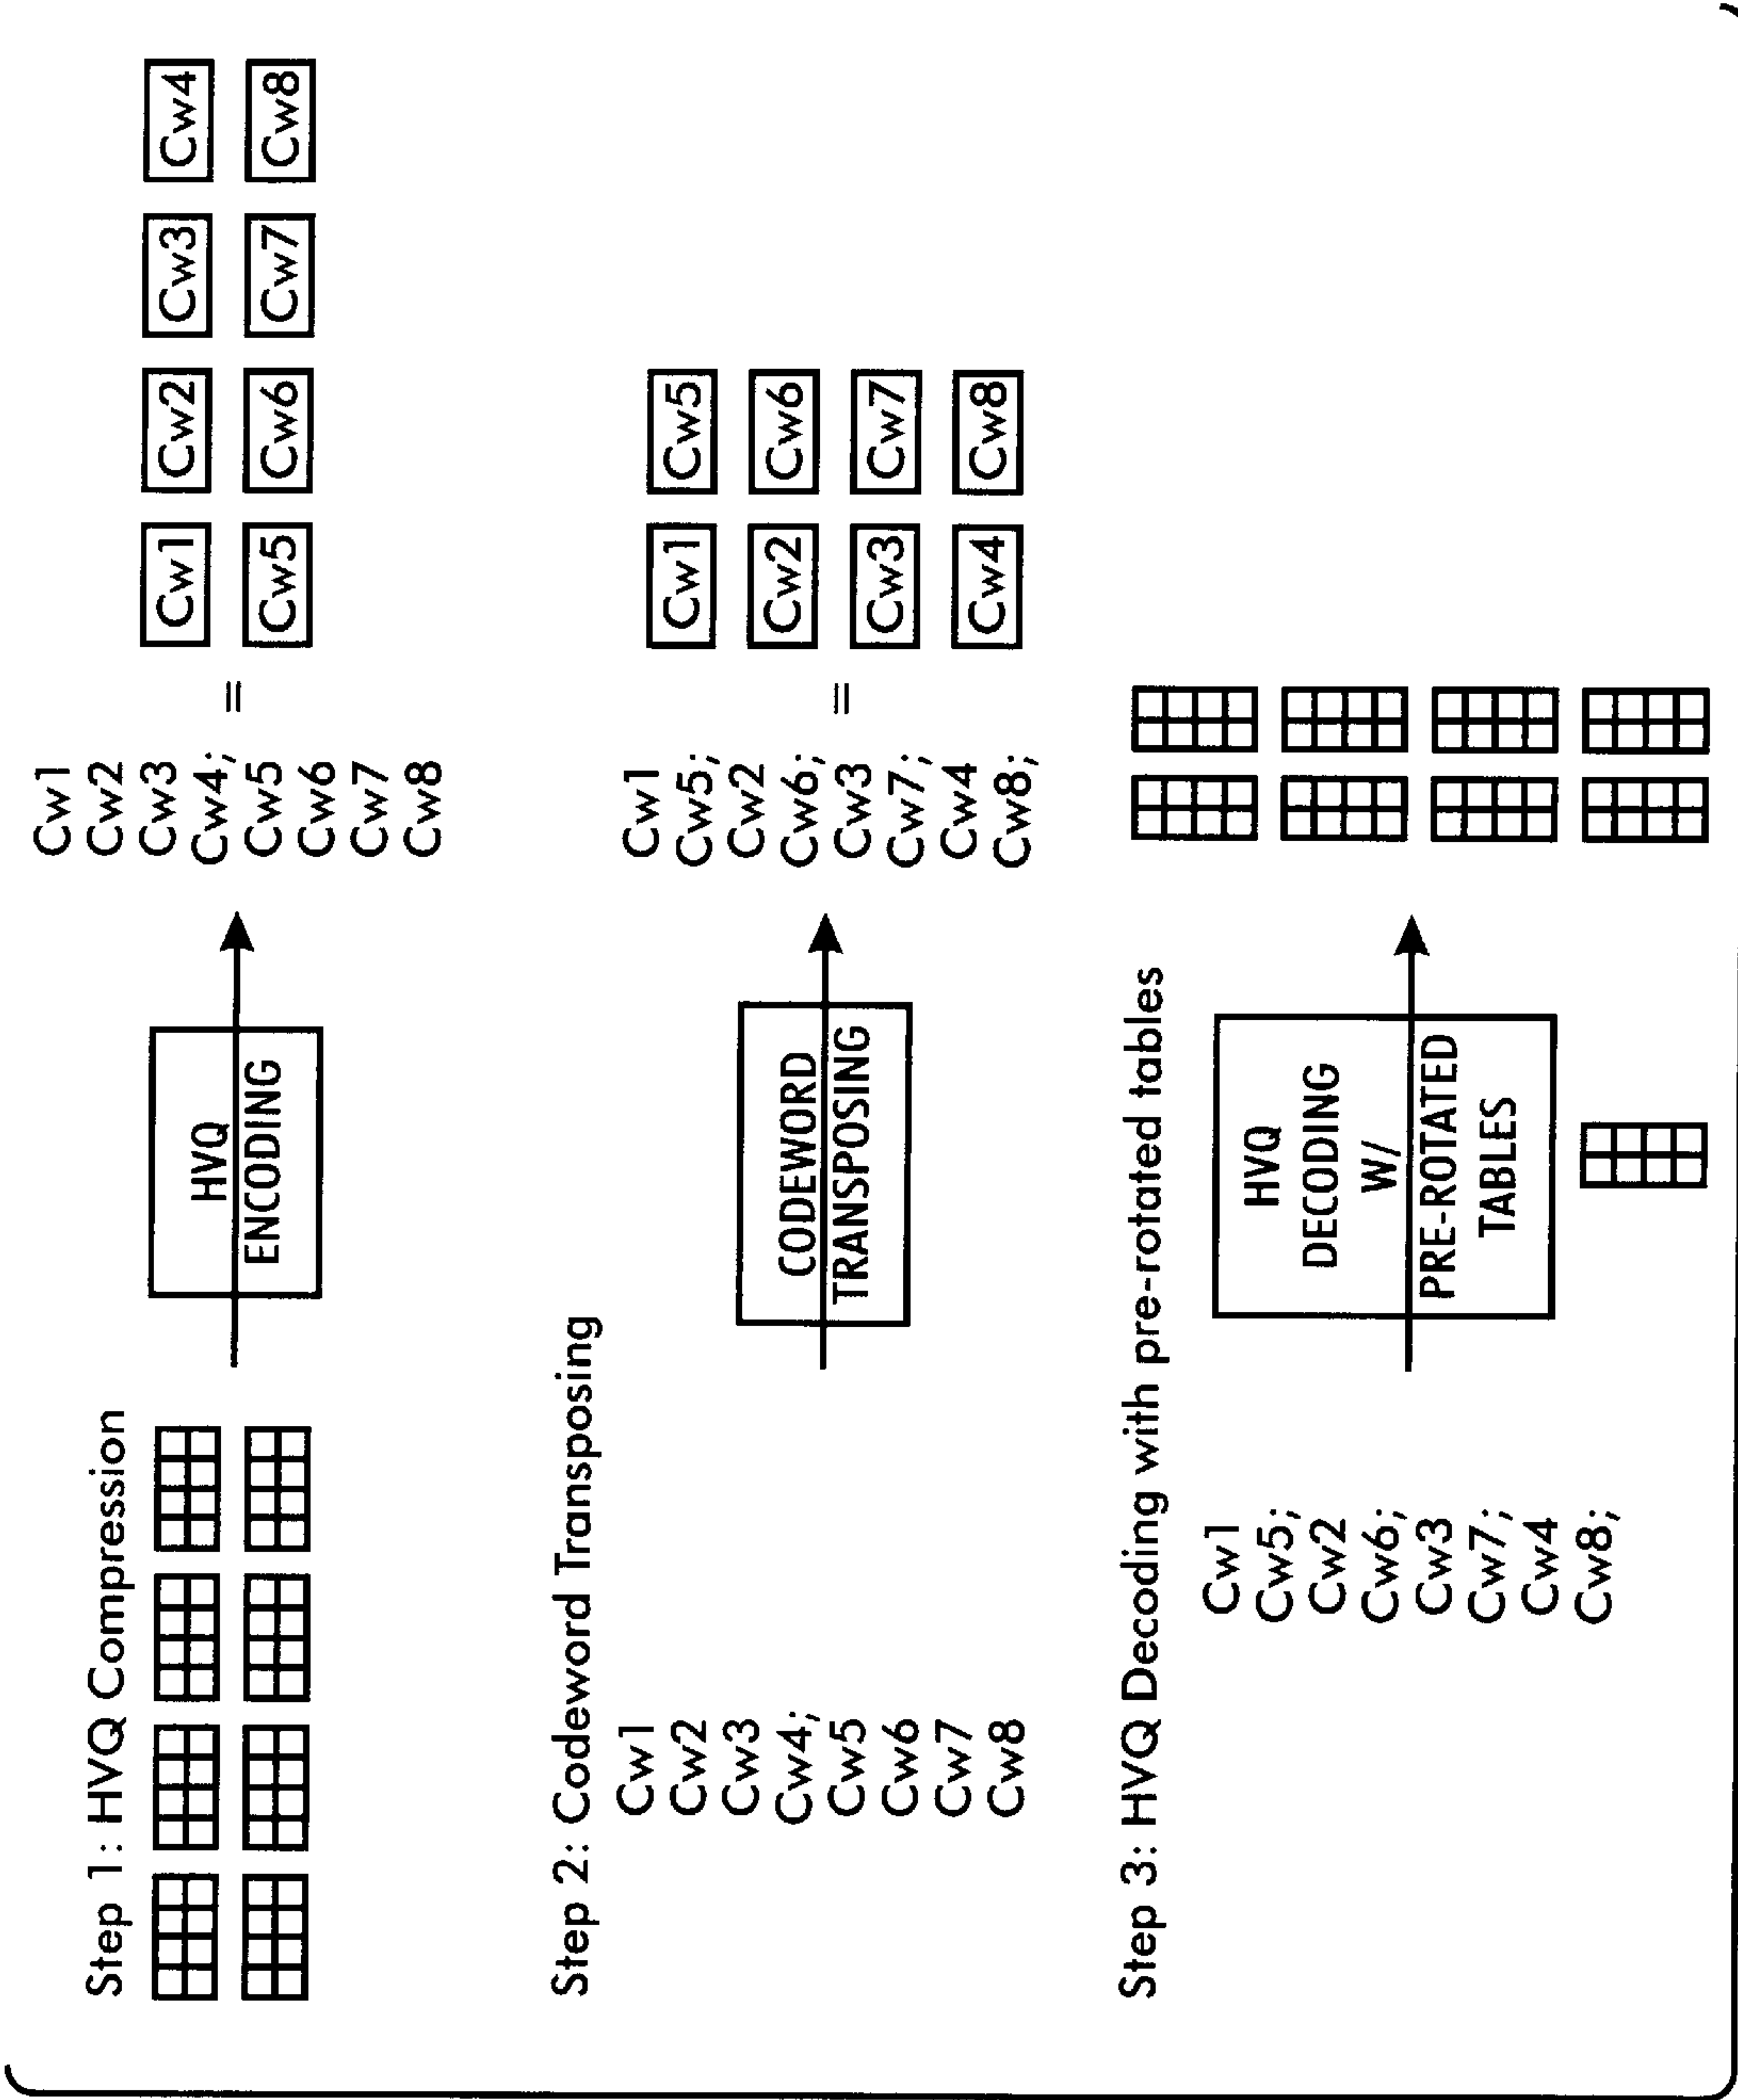 Step 1: HVQ Compression
HVQ
ENCODING
Cw1
Cw2
Cw3
Cw4;
Cw5
Cw6
Cw7
Cw8
=
Cw1 Cw2 Cw3 Cw4
Cw5 Cw6 Cw7 Cw8
Step 2: Codeword Transposing
Cw1
Cw2
Cw3
Cw4;
Cw5
Cw6
Cw7
Cw8
CODEWORD
TRANSPOSING
Cw1
Cw5;
Cw2
Cw6;
Cw3
Cw7;
Cw4
Cw8;
=
Cw1 Cw5
Cw2 Cw6
Cw3 Cw7
Cw4 Cw8
Step 3: HVQ Decoding with pre-rotated tables
Cw1
Cw5;
Cw2
Cw6;
Cw3
Cw7;
Cw4
Cw8;
HVQ
DECODING
W/
PRE-ROTATED
TABLES